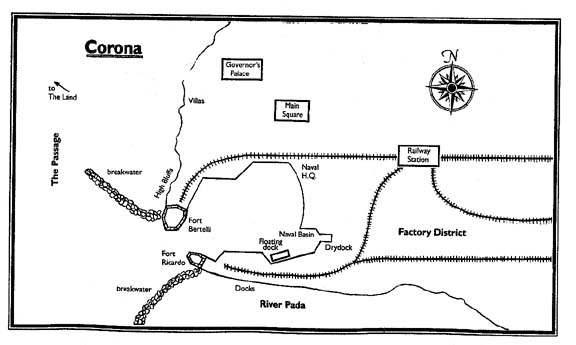 Corona
N
to
The Land
Governor's
Palace
Villas
Main
Square
The Passage
breakwater
High Bluffs
Fort
Bertelli
Naval
H.Q.
Railway
Station
Naval Basin
Floating
dock
Drydock
Factory District
Fort
Ricardo
breakwater
Docks
River Pada